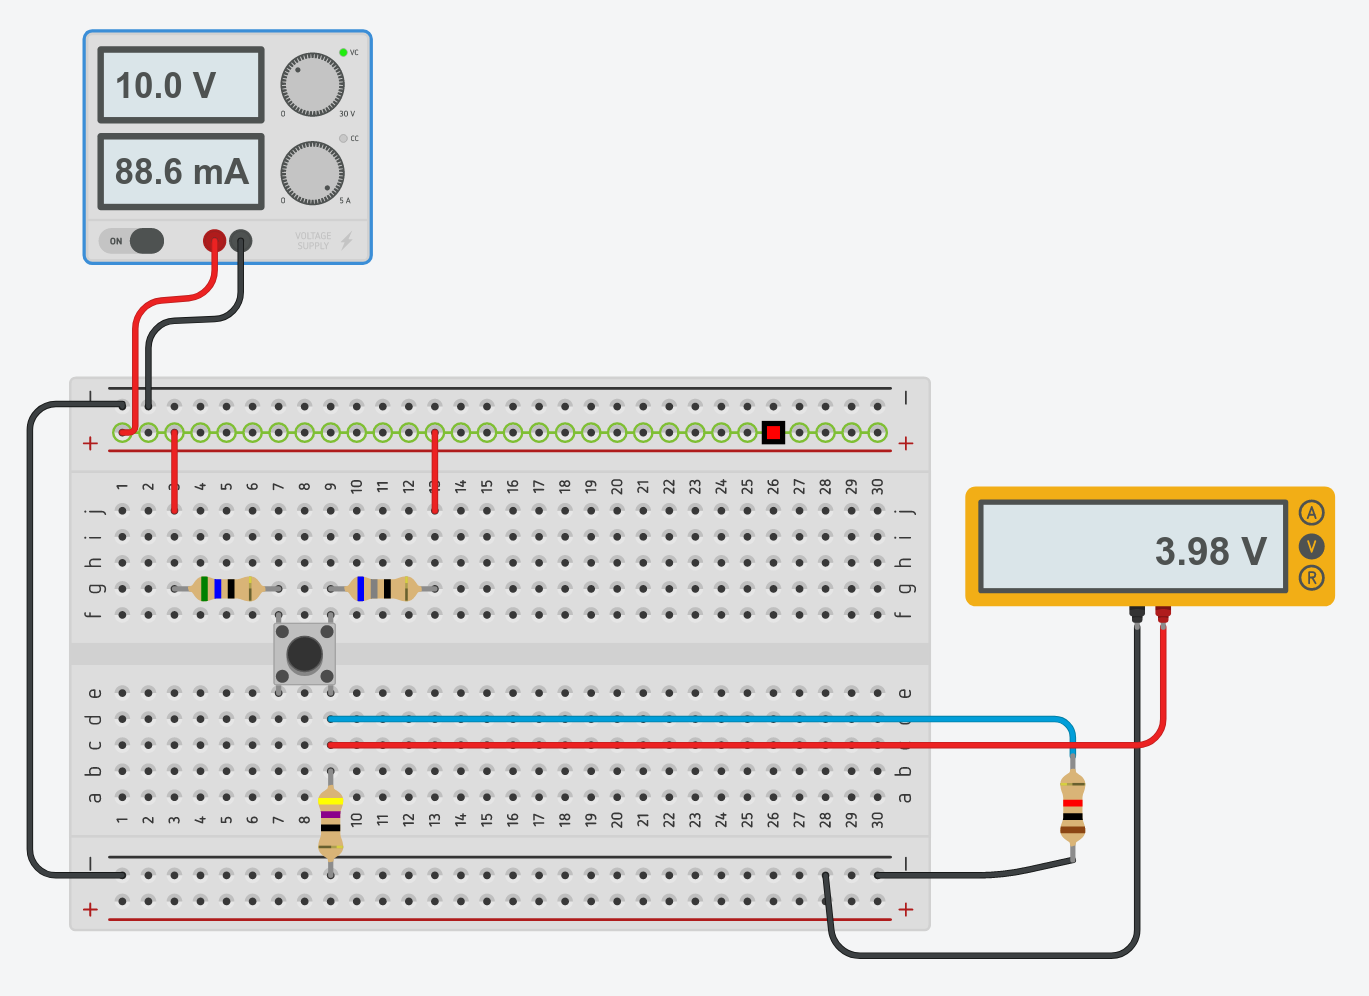 10.0 V
VC
0 30 V
88.6 mA
CC
0 5 A
ON
VOLTAGE
SUPPLY
− −
+ +
1 2 3 4 5 6 7 8 9 10 11 12 13 14 15 16 17 18 19 20 21 22 23 24 25 26 27 28 29 30
j j
i i
h h
g g
f f
3.98 V
A
V
R
e e
d
c
b b
a a
1 2 3 4 5 6 7 8 10 11 12 13 14 15 16 17 18 19 20 21 22 23 24 25 26 27 28 29 30
− −
+ +